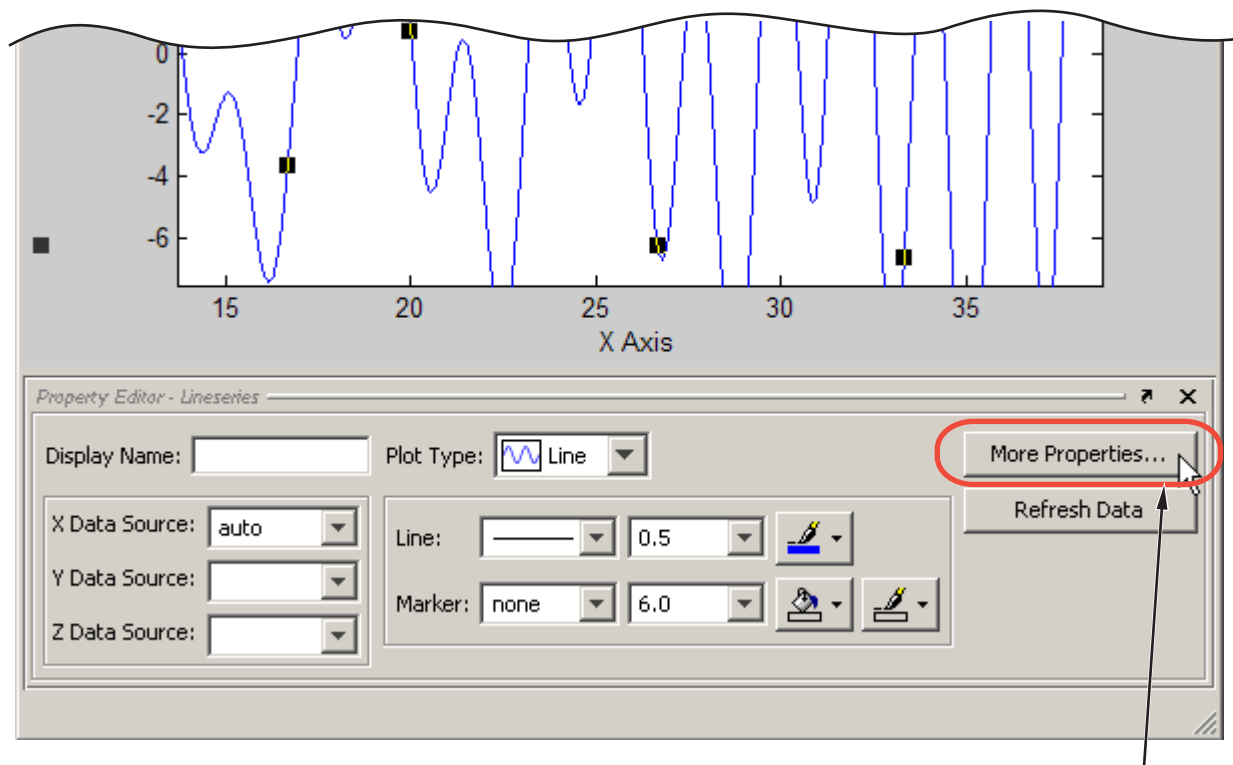 0
-2
-4
-6
15 20 25 30 35
X Axis
Property Editor - Lineseries
Display Name: Plot Type: Line More Properties...
X Data Source: auto Line: 0.5 Refresh Data
Y Data Source:
Marker: none 6.0
Z Data Source: